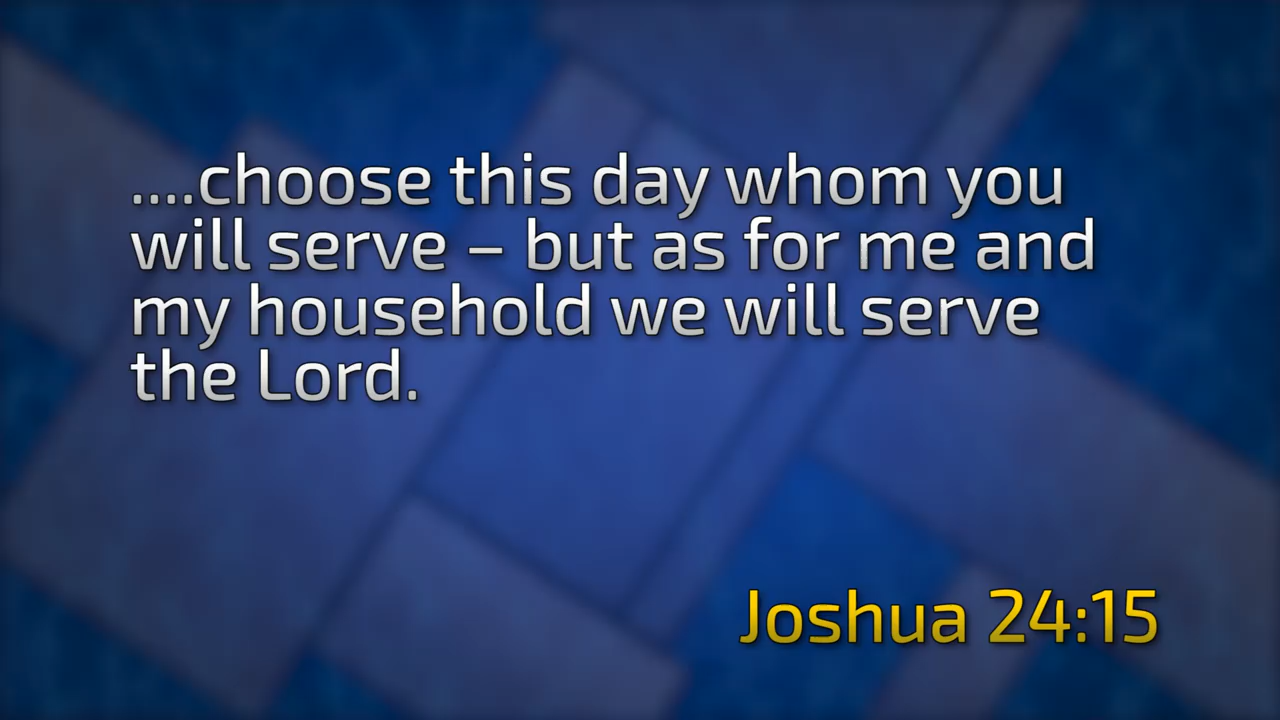 ....choose this day whom you
will serve – but as for me and
my household we will serve
the Lord.
Joshua 24:15